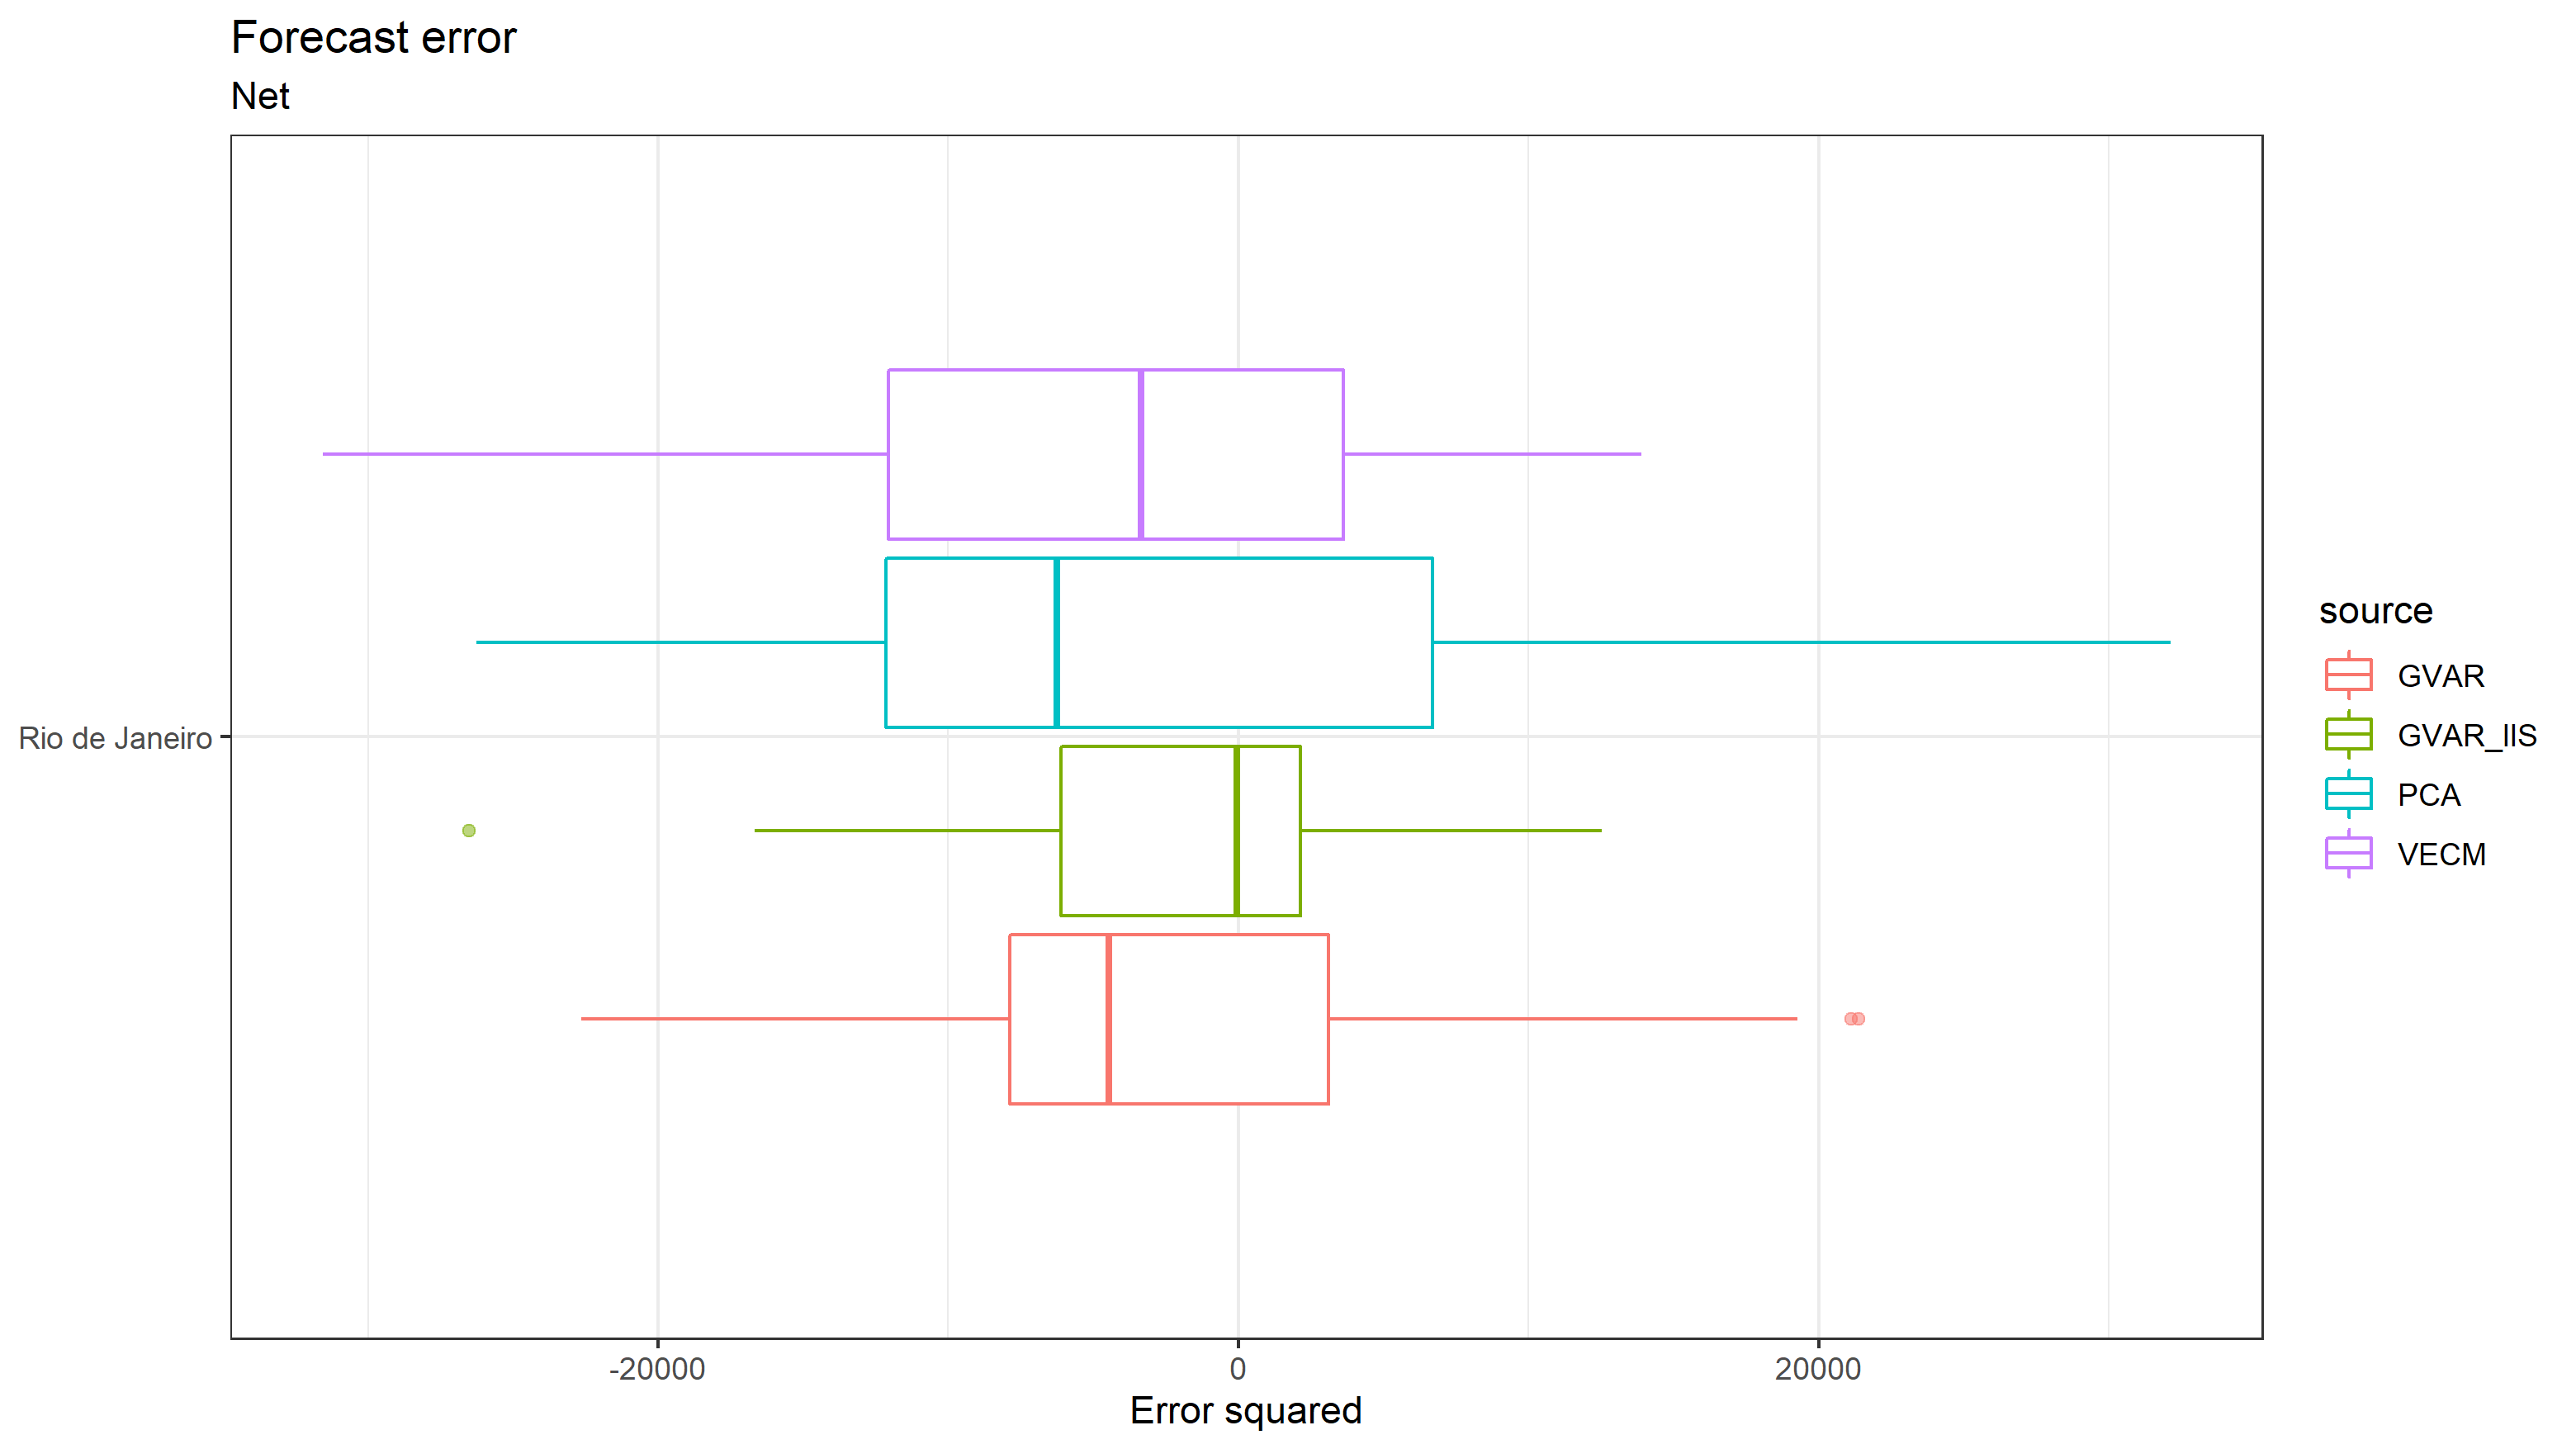 Forecast error
Net
Rio de Janeiro
-20000
0
20000
Error squared
source
GVAR
GVAR_IIS
PCA
VECM